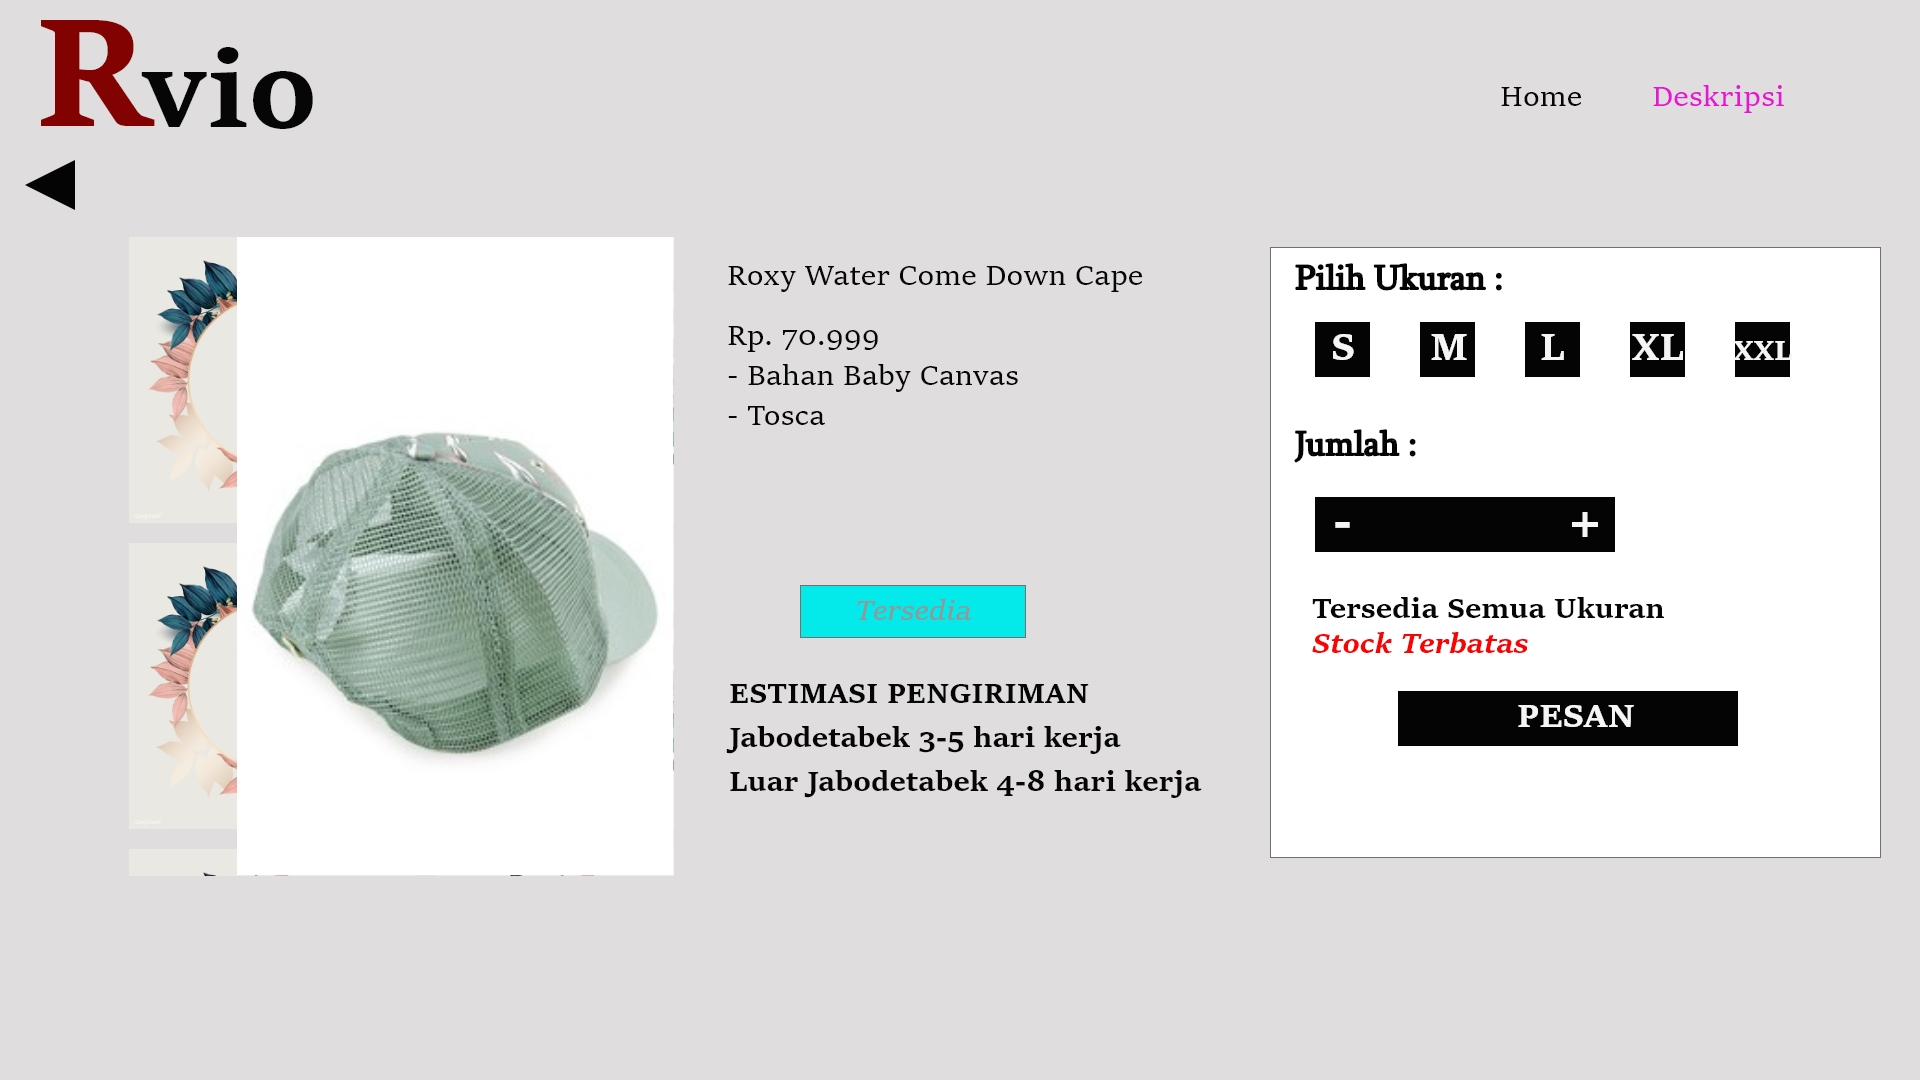 Rvio
Home
Deskripsi
Roxy Water Come Down Cape
Rp. 70.999
- Bahan Baby Canvas
- Tosca
Tersedia
ESTIMASI PENGIRIMAN
Jabodetabek 3-5 hari kerja
Luar Jabodetabek 4-8 hari kerja
Pilih Ukuran :
S
M
L
XL
XXL
Jumlah :
-
+
Tersedia Semua Ukuran
Stock Terbatas
PESAN